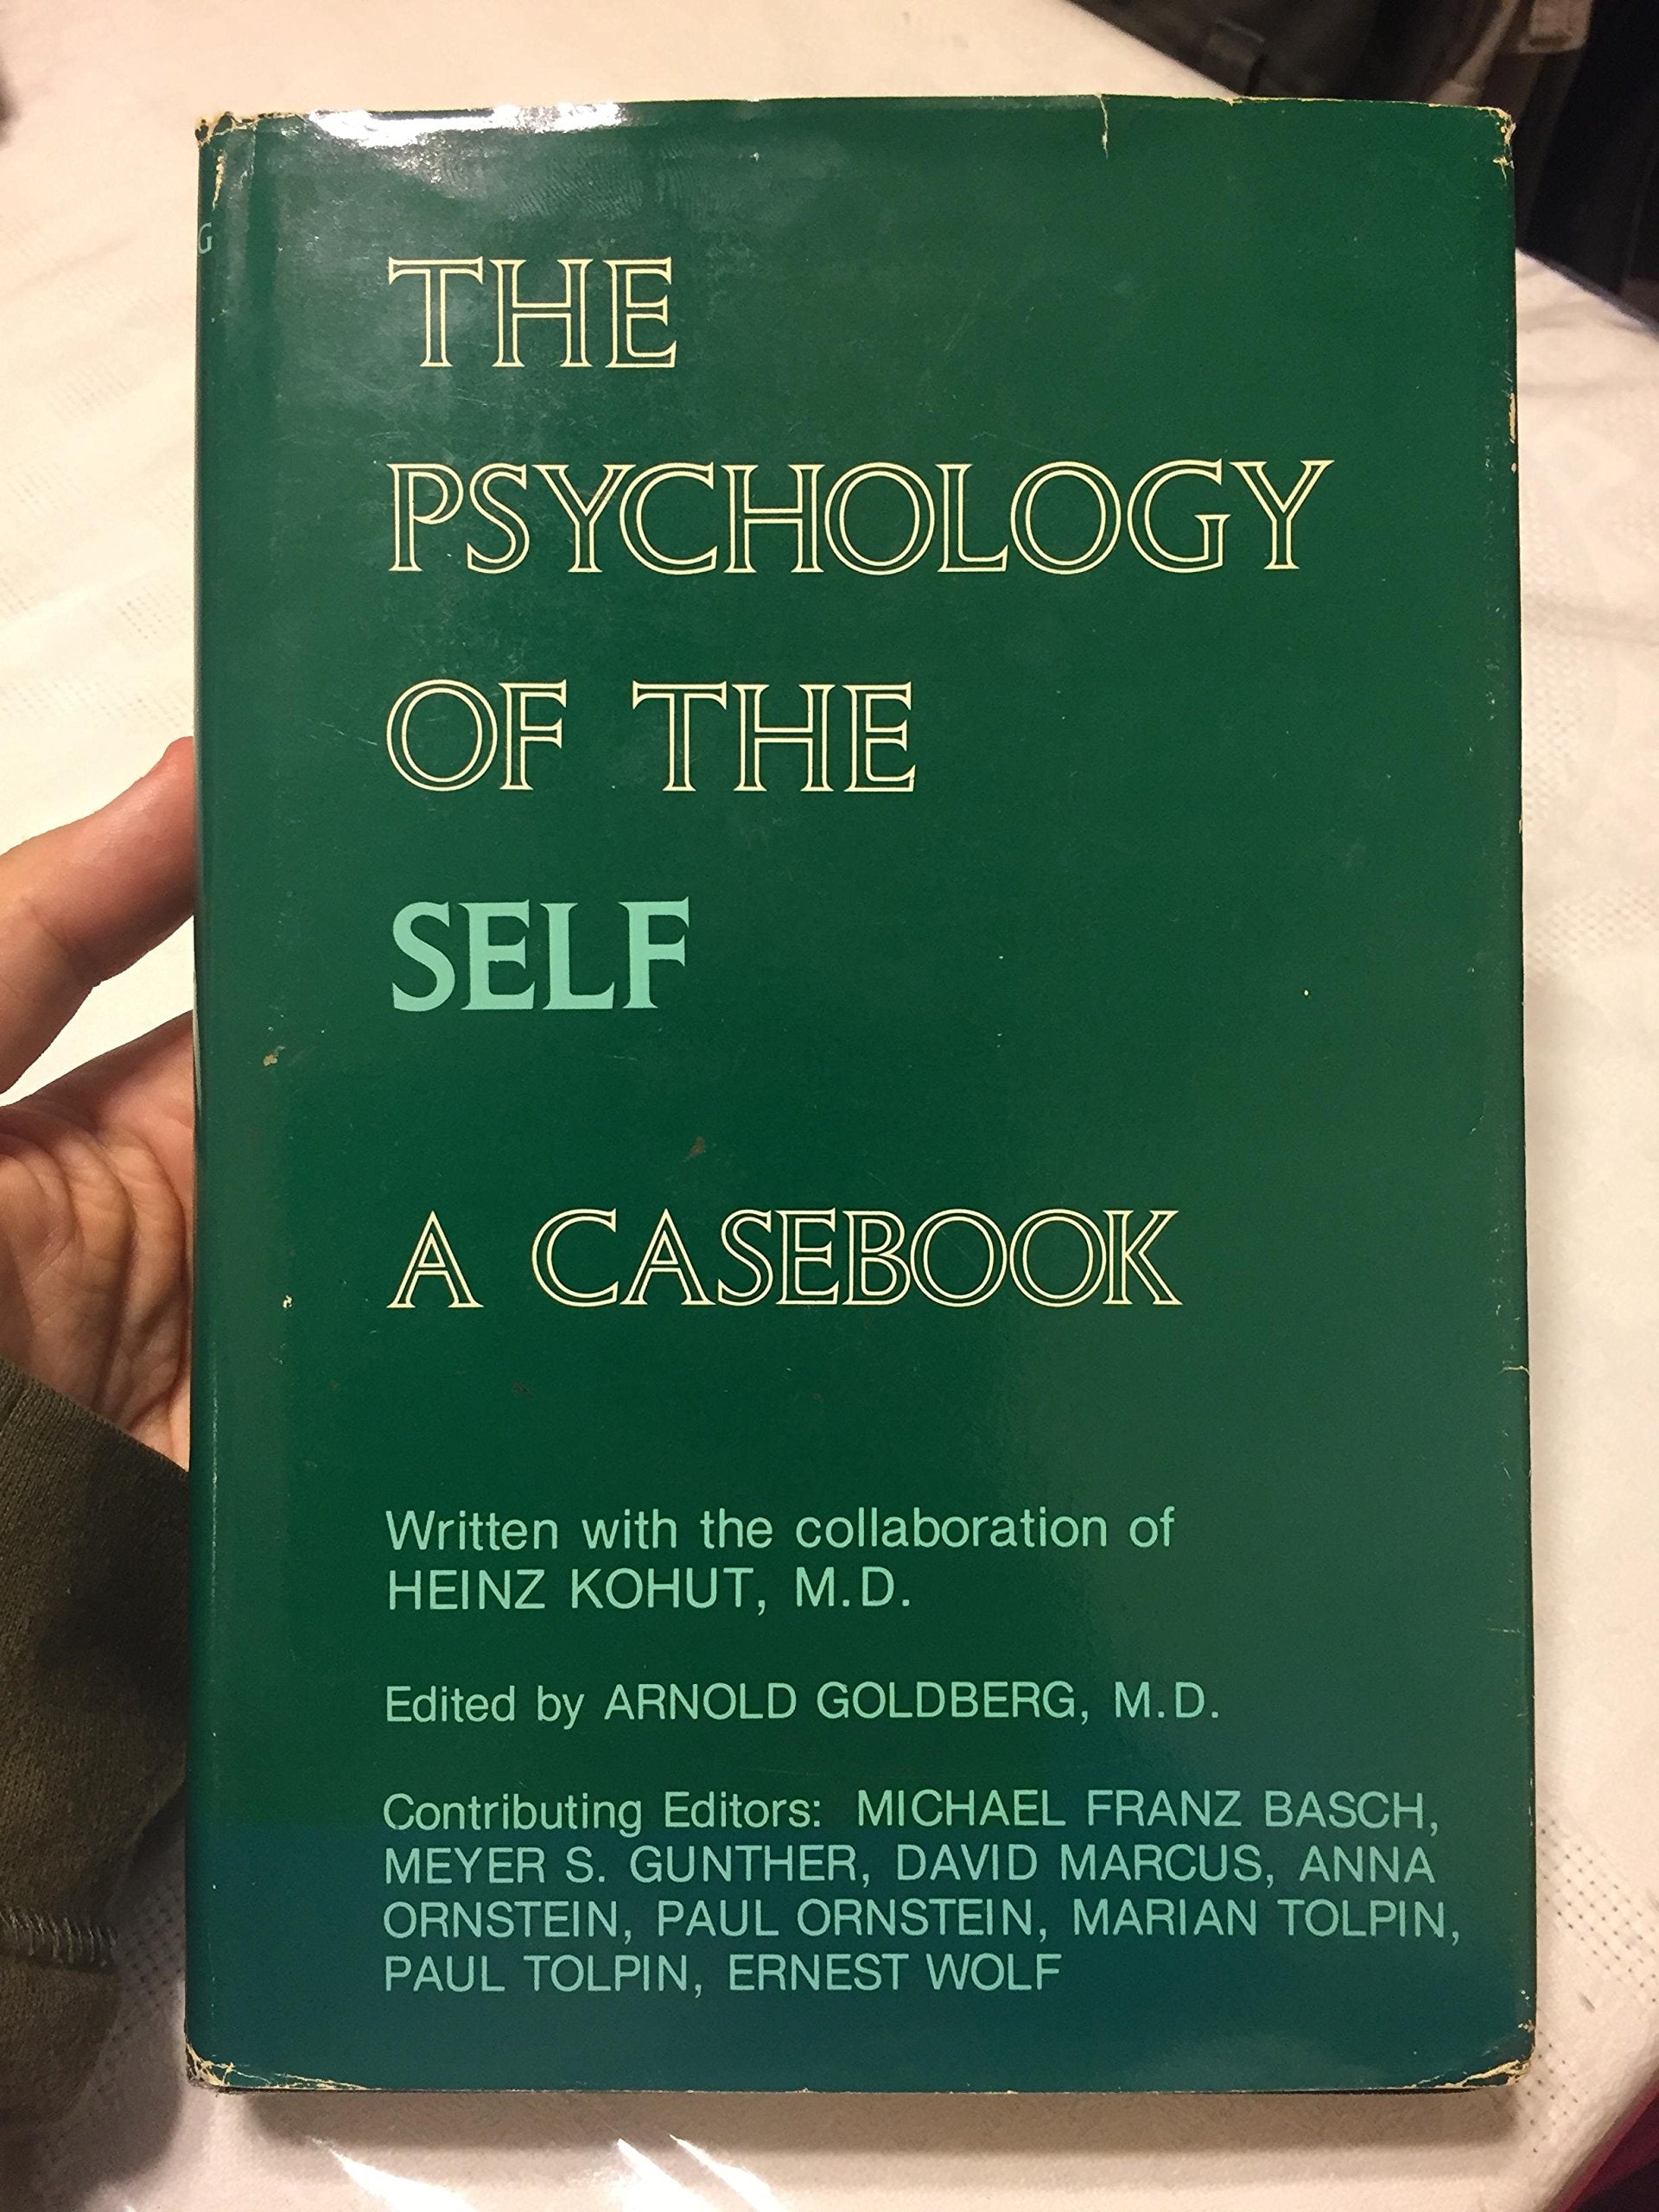 G
THE
PSYCHOLOGY
OF THE
SELF
A CASEBOOK
Written with the collaboration of
HEINZ KOHUT, M.D.
Edited by ARNOLD GOLDBERG, M.D.
Contributing Editors: MICHAEL FRANZ BASCH,
MEYER S. GUNTHER, DAVID MARCUS, ANNA
ORNSTEIN, PAUL ORNSTEIN, MARIAN TOLPIN,
PAUL TOLPIN, ERNEST WOLF